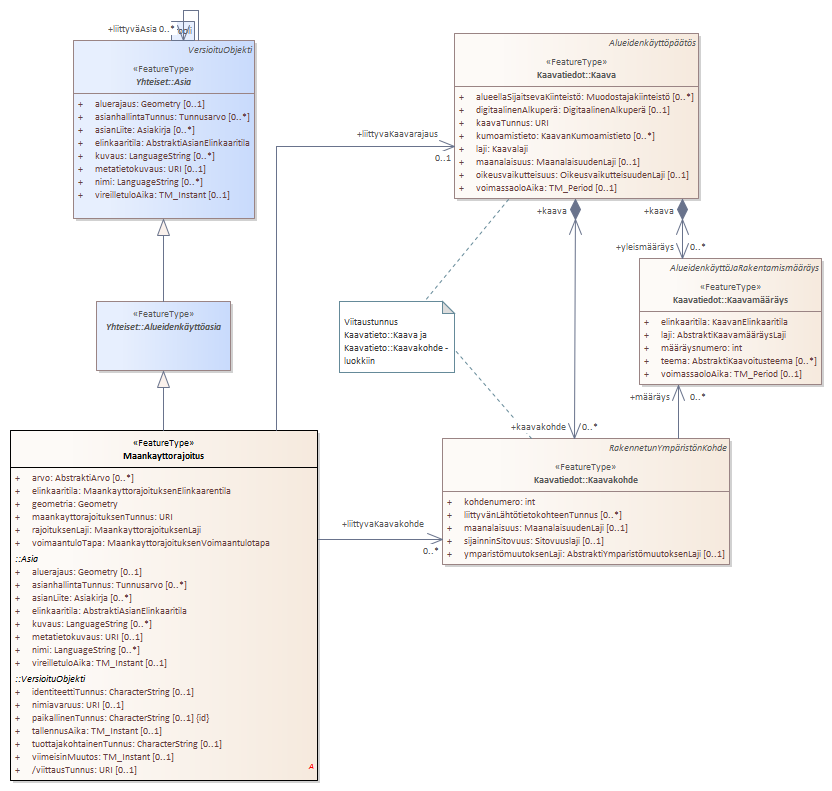 +liittyväAsia 0..*
VersioituObjekti
«FeatureType»
Yhteiset::Asia
+ aluerajaus: Geometry [0..1]
+ asianhallintaTunnus: Tunnusarvo [0..*]
+ asianLiite: Asiakirja [0..*]
+ elinkaaritila: AbstraktiAsianElinkaaritila
+ kuvaus: LanguageString [0..*]
+ metatietokuvaus: URI [0..1]
+ nimi: LanguageString [0..*]
+ vireilletuloAika: TM_Instant [0..1]
«FeatureType»
Yhteiset::Alueidenkäyttöasia
+liittyvaKaavarajaus
0..1
Alueidenkäyttöpäätös
«FeatureType»
Kaavatiedot::Kaava
+ alueellaSijaitsevaKiinteistö: Muodostajakiinteistö [0..*]
+ digitaalinenAlkuperä: DigitaalinenAlkuperä [0..1]
+ kaavaTunnus: URI
+ kumoamistieto: KaavanKumoamistieto [0..*]
+ laji: Kaavalaji
+ maanalaisuus: MaanalaisuudenLaji [0..1]
+ oikeusvaikutteisuus: OikeusvaikutteisuudenLaji [0..1]
+ voimassaoloAika: TM_Period [0..1]
+kaava
+kaava
+yleismääräys
0..*
AlueidenkäyttöJaRakentamismääräys
«FeatureType»
Kaavatiedot::Kaavamääräys
+ elinkaaritila: KaavanElinkaaritila
+ laji: AbstraktiKaavamääräysLaji
+ määräysnumero: int
+ teema: AbstraktiKaavoitusteema [0..*]
+ voimassaoloAika: TM_Period [0..1]
+määräys
0..*
Viitaustunnus
Kaavatieto::Kaava ja
Kaavatieto::Kaavakohde -
luokkiin
+kaavakohde
0..*
RakennetunYmpäristönKohde
«FeatureType»
Kaavatiedot::Kaavakohde
+ kohdenumero: int
+ liittyvänLähtötietokohteenTunnus [0..*]
+ maanalaisuus: MaanalaisuudenLaji [0..1]
+ sijainninSitovuus: Sitovuuslaji [0..1]
+ ymparistömuutoksenLaji: AbstraktiYmparistömuutoksenLaji [0..1]
+liittyvaKaavakohde
0..*
«FeatureType»
Maankayttorajoitus
+ arvo: AbstraktiArvo [0..*]
+ elinkaaritila: MaankayttorajoituksenElinkaarentila
+ geometria: Geometry
+ maankayttorajoituksenTunnus: URI
+ rajoituksenLaji: MaankayttorajoituksenLaji
+ voimaantuloTapa: MaankayttorajoituksenVoimaantulotapa
::Asia
+ aluerajaus: Geometry [0..1]
+ asianhallintaTunnus: Tunnusarvo [0..*]
+ asianLiite: Asiakirja [0..*]
+ elinkaaritila: AbstraktiAsianElinkaaritila
+ kuvaus: LanguageString [0..*]
+ metatietokuvaus: URI [0..1]
+ nimi: LanguageString [0..*]
+ vireilletuloAika: TM_Instant [0..1]
::VersioituObjekti
+ identiteettiTunnus: CharacterString [0..1]
+ nimiavaruus: URI [0..1]
+ paikallinenTunnus: CharacterString [0..1] {id}
+ tallennusAika: TM_Instant [0..1]
+ tuottajakohtainenTunnus: CharacterString [0..1]
+ viimeisinMuutos: TM_Instant [0..1]
+ /viittausTunnus: URI [0..1]
A